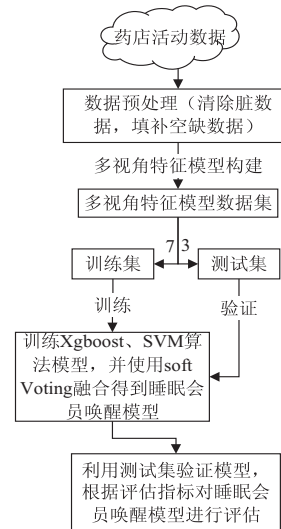 药店活动数据
数据预处理（清除脏数
据，填补空缺数据）
多视角特征模型构建
多视角特征模型数据集
7 3
训练集
测试集
训练
验证
训练Xgboost、SVM算
法模型，并使用soft
Voting融合得到睡眠会
员唤醒模型
利用测试集验证模型，
根据评估指标对睡眠会
员唤醒模型进行评估